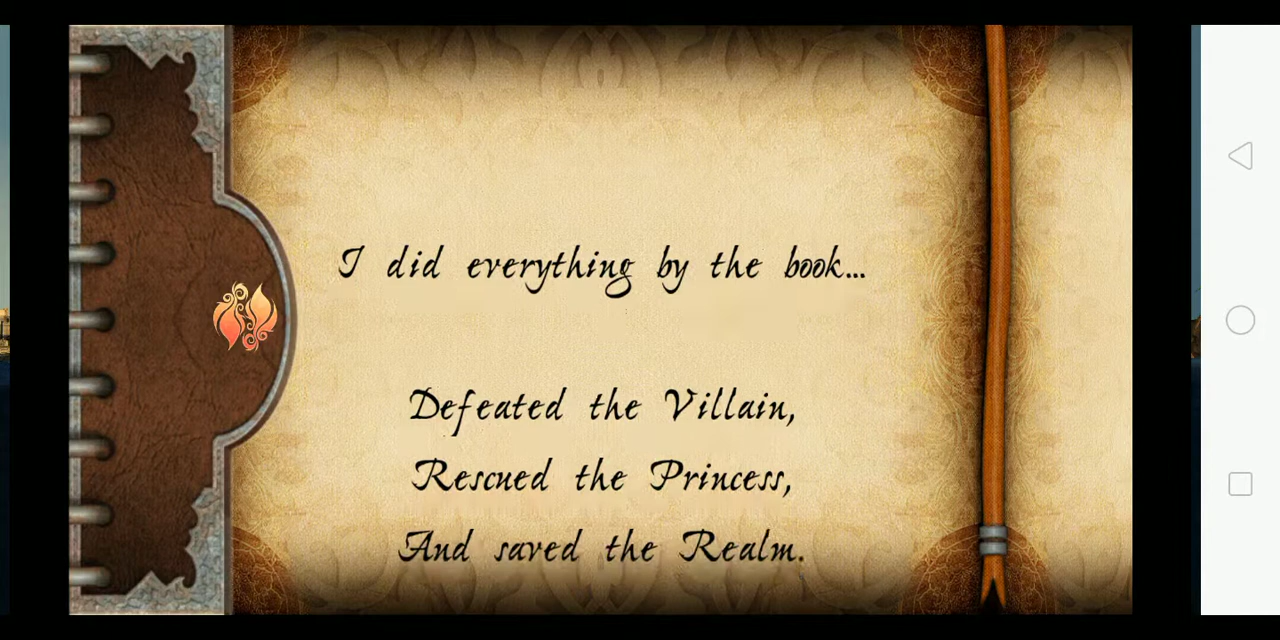 I did everything by the book...
Defeated the Villain,
Rescued the Princess,
And saved the Realm.